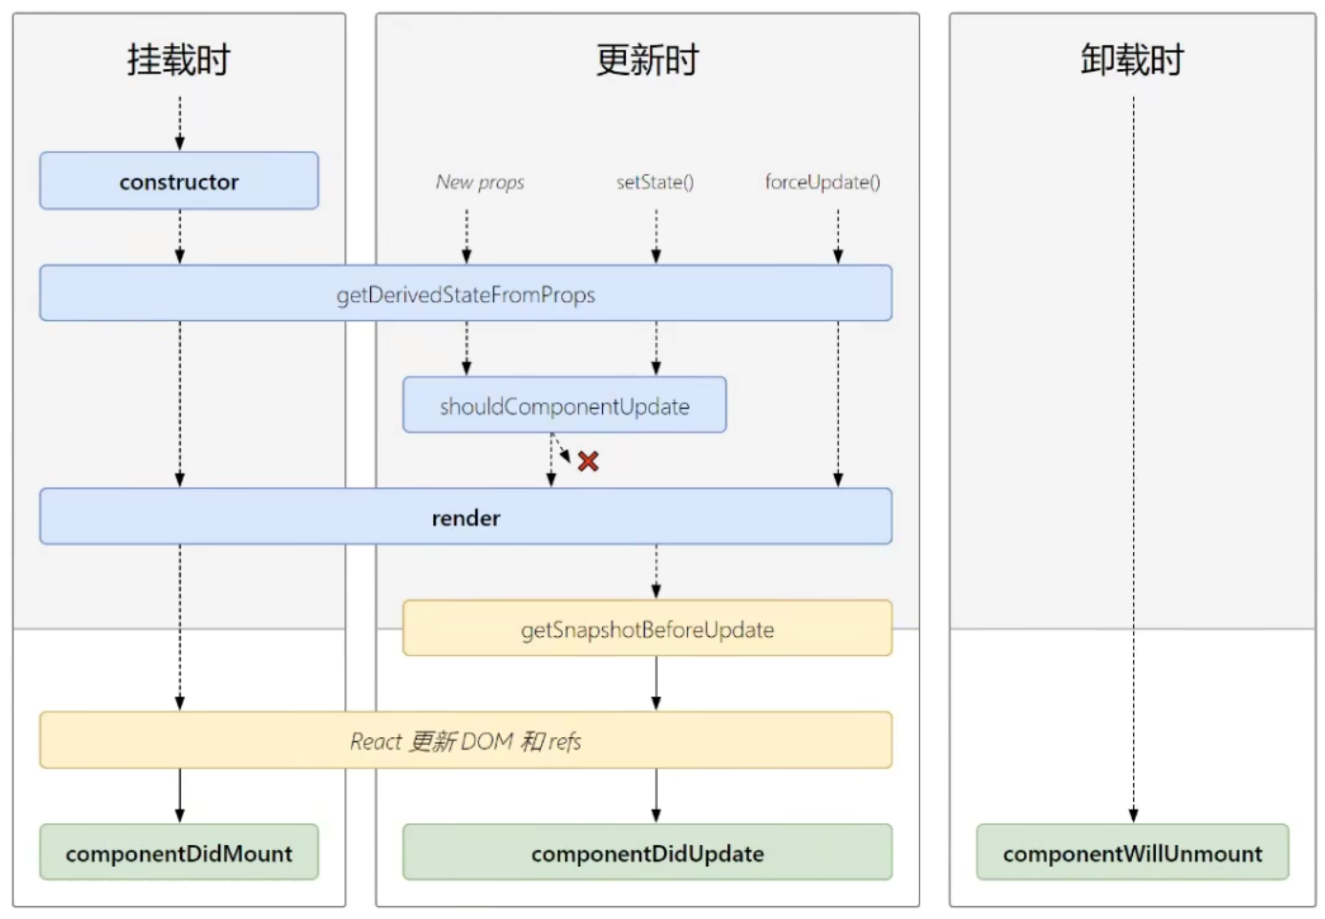 挂载时
更新时
卸载时
constructor
New props
setState()
forceUpdate()
getDerivedStateFromProps
shouldComponentUpdate
render
getSnapshotBeforeUpdate
React 更新 DOM 和 refs
componentDidMount
componentDidUpdate
componentWillUnmount